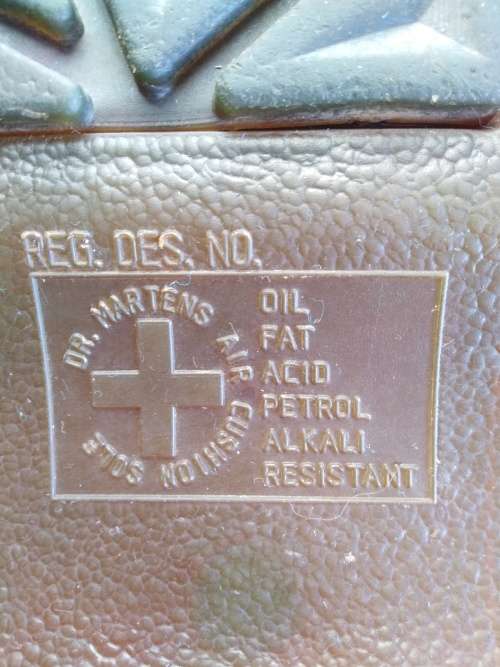 REG. DES. NO.
DR. MARTENS AIR CUSHION SOLE
OIL
FAT
ACID
PETROL
ALKALI
RESISTANT